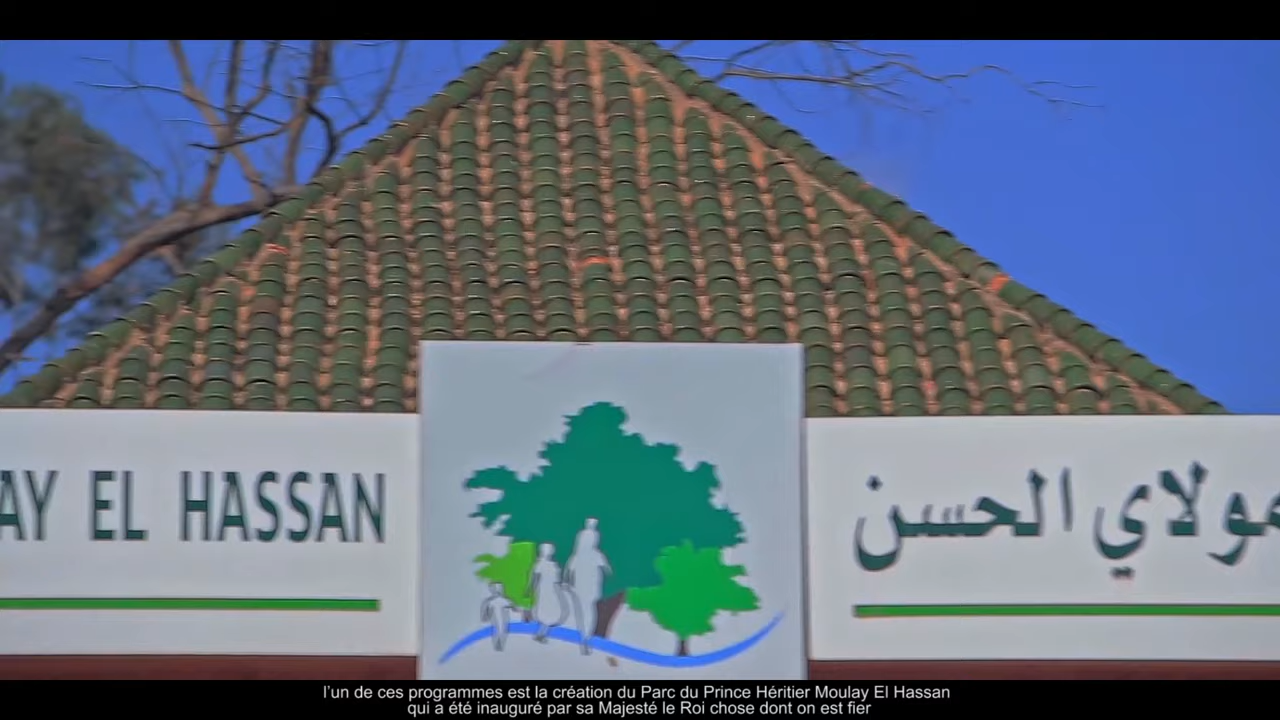 AY EL HASSAN
مولاي الحسن
l'un de ces programmes est la création du Parc du Prince Héritier Moulay El Hassan
qui a été inauguré par sa Majesté le Roi chose dont on est fier